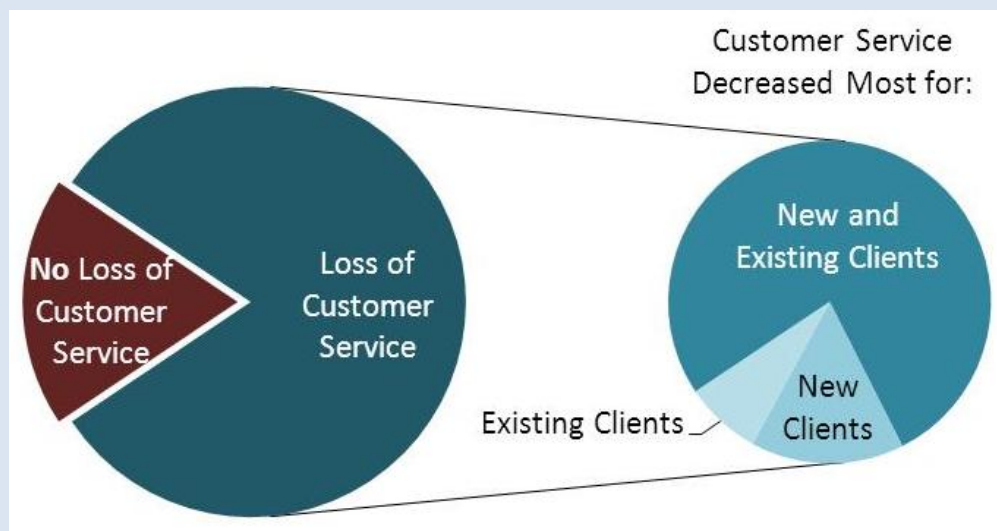 Customer Service
Decreased Most for:
No Loss of
Customer
Service
Loss of
Customer
Service
New and
Existing Clients
Existing Clients
New
Clients